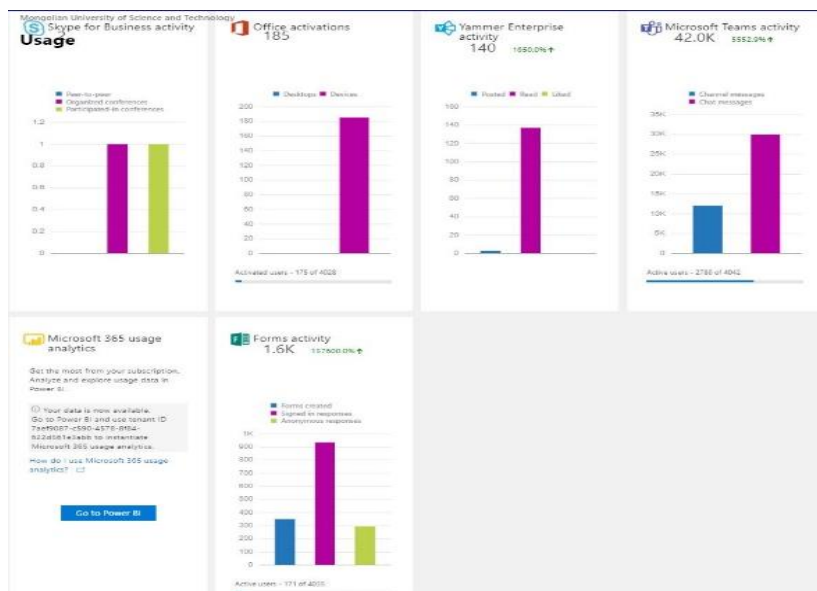 Mongolian University of Science and Technology
Usage
Skype for Business activity
2
Peer-to-peer
Organized conferences
Participated-in conferences
1.2
1
0.8
0.6
0.4
0.2
0
Office activations
185
Desktops Devices
200
180
160
140
120
100
80
60
40
20
0
Activated users - 175 of 4028
Yammer Enterprise
activity
140 1650.0%↑
Posted Read Liked
160
140
120
100
80
60
40
20
0
Microsoft Teams activity
42.0K 5552.9%↑
Channel messages
Chat messages
35K
30K
25K
20K
15K
10K
5K
0
Active users - 2786 of 4042
Microsoft 365 usage
analytics
Get the most from your subscription.
Analyze and explore usage data in
Power BI.
Your data is now available.
Go to Power BI and use tenant ID
to instantiate
Microsoft 365 usage analytics.
How do I use Microsoft 365 usage
analytics?
Go to Power BI
Forms activity
1.6K 157600.0%↑
Forms created
Signed in responses
Anonymous responses
1K
900
800
700
600
500
400
300
200
100
0
Active users - 171 of